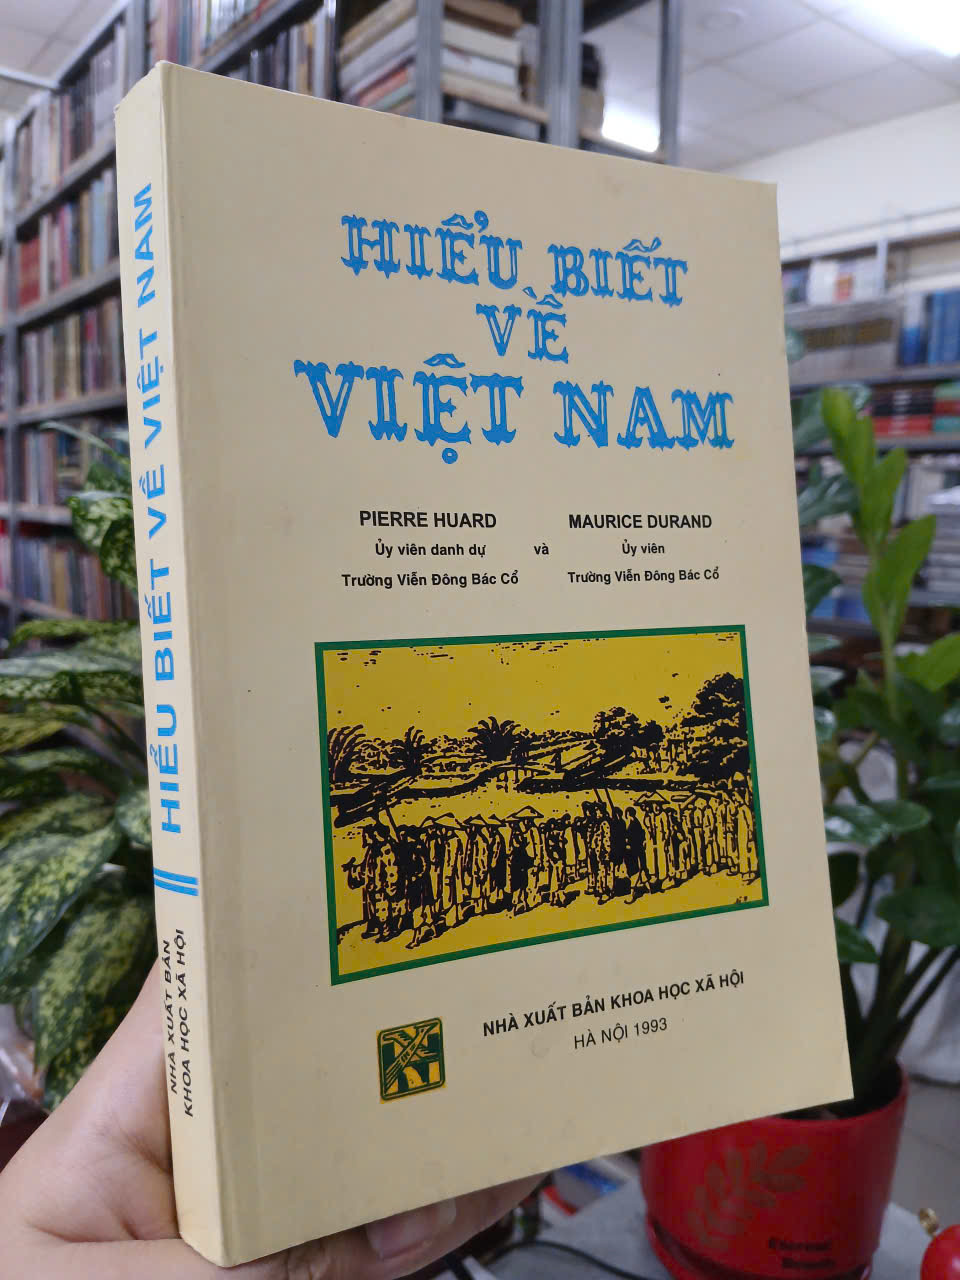 HIỂU BIẾT
VỀ
VIỆT NAM
PIERRE HUARD
Ủy viên danh dự
Trường Viễn Đông Bác Cổ
và
MAURICE DURAND
Ủy viên
Trường Viễn Đông Bác Cổ
NHÀ XUẤT BẢN KHOA HỌC XÃ HỘI
HÀ NỘI 1993
HIỂU BIẾT VỀ VIỆT NAM
NHÀ XUẤT BẢN
KHOA HỌC XÃ HỘI